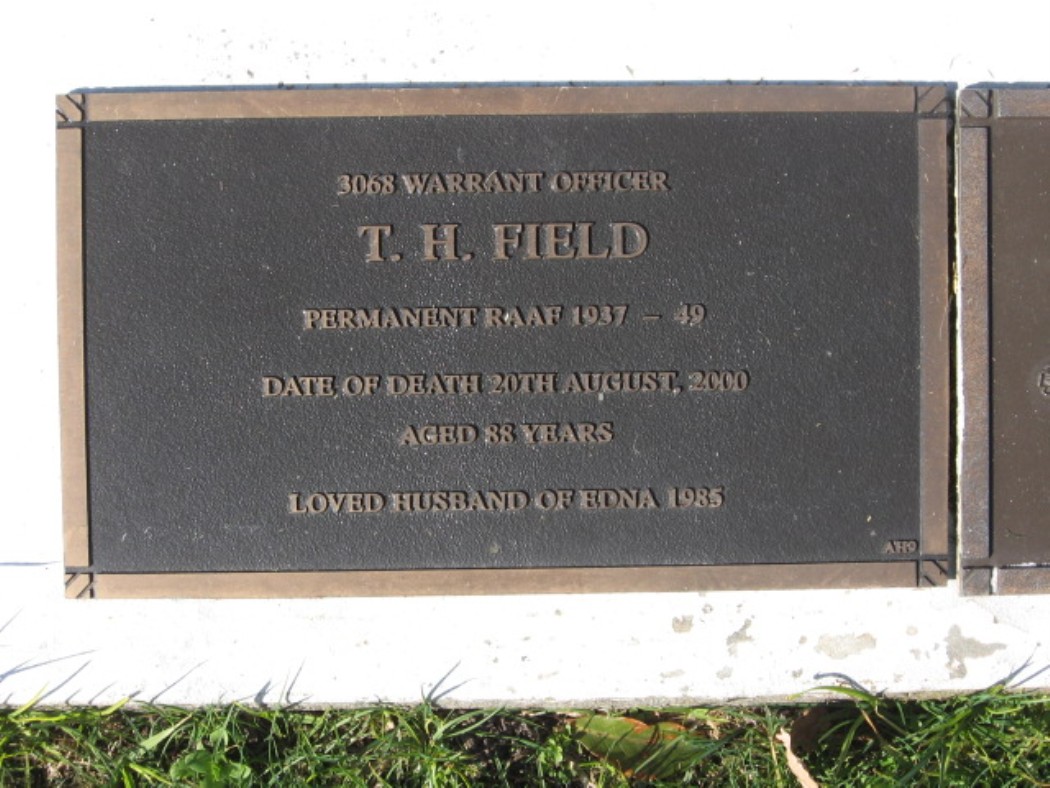 3068 WARRANT OFFICER
T. H. FIELD
PERMANENT RAAF 1937 – 49
DATE OF DEATH 20TH AUGUST, 2000
AGED 88 YEARS
LOVED HUSBAND OF EDNA 1985